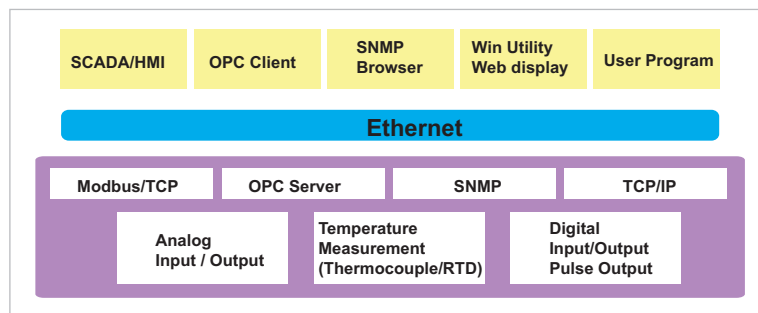 SCADA/HMI
OPC Client
SNMP
Browser
Win Utility
Web display
User Program
Ethernet
Modbus/TCP
OPC Server
SNMP
TCP/IP
Analog
Input / Output
Temperature
Measurement
(Thermocouple/RTD)
Digital
Input/Output
Pulse Output